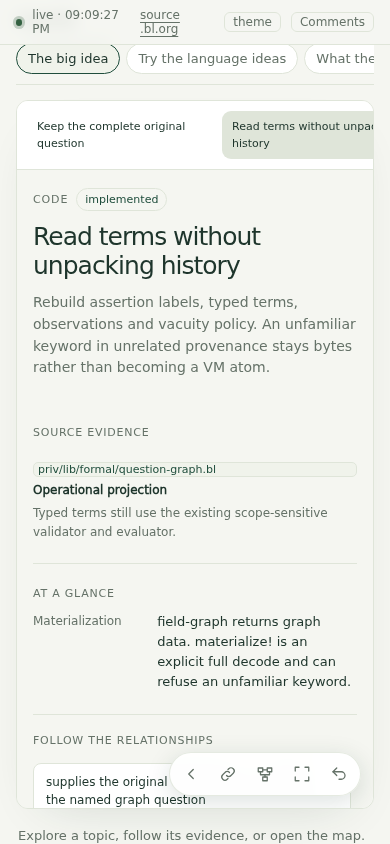 live · 09:09:27
PM
source
.bl.org
theme
Comments
The big idea
Try the language ideas
What the
Keep the complete original
question
Read terms without unpac
history
CODE
implemented
Read terms without
unpacking history
Rebuild assertion labels, typed terms,
observations and vacuity policy. An unfamiliar
keyword in unrelated provenance stays bytes
rather than becoming a VM atom.
SOURCE EVIDENCE
priv/lib/formal/question-graph.bl
Operational projection
Typed terms still use the existing scope-sensitive
validator and evaluator.
AT A GLANCE
Materialization
field-graph returns graph
data. materialize! is an
explicit full decode and can
refuse an unfamiliar keyword.
FOLLOW THE RELATIONSHIPS
supplies the original
the named graph question
Explore a topic, follow its evidence, or open the map.